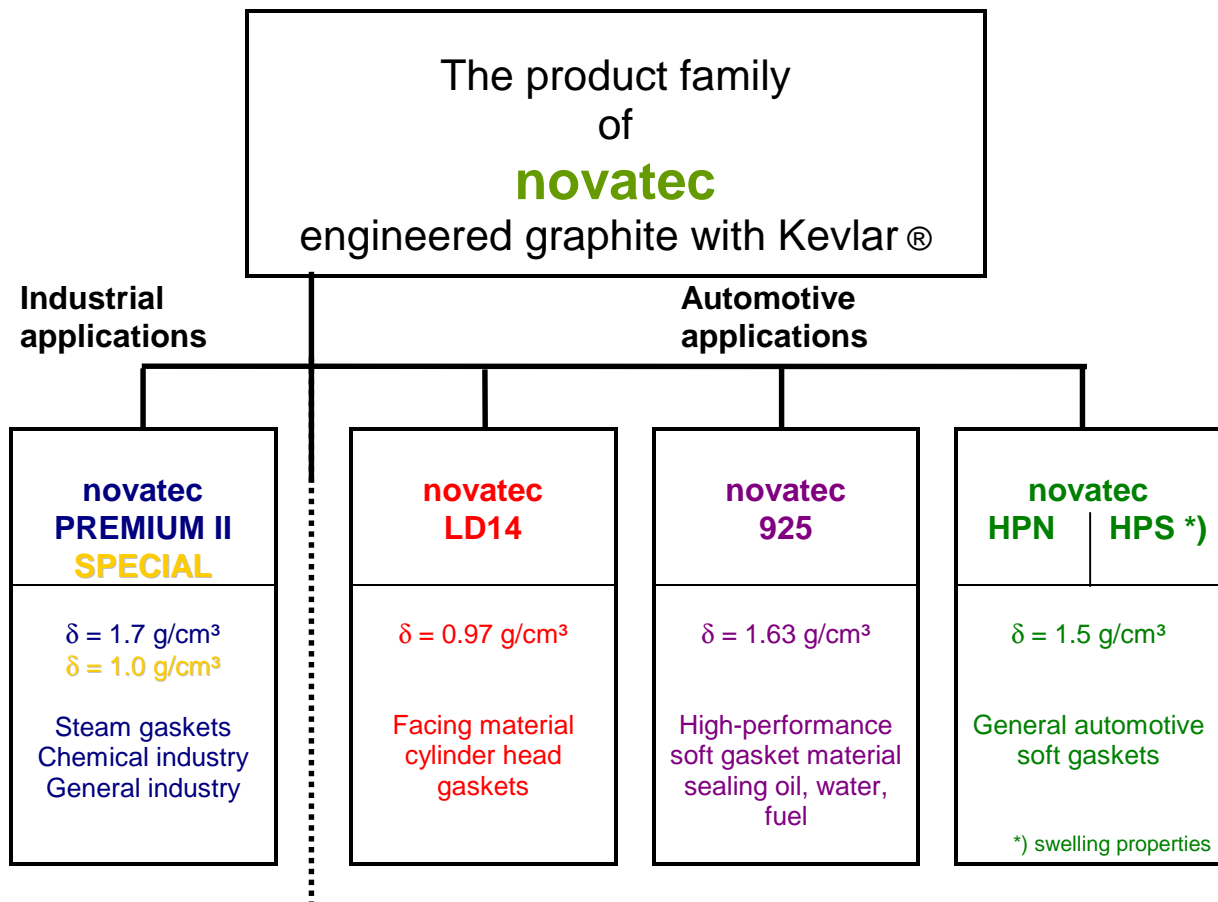 The product family
of
novatec
engineered graphite with Kevlar ®
Industrial
applications
Automotive
applications
novatec
PREMIUM II
SPECIAL
δ = 1.7 g/cm³
δ = 1.0 g/cm³
Steam gaskets
Chemical industry
General industry
novatec
LD14
δ = 0.97 g/cm³
Facing material
cylinder head
gaskets
novatec
925
δ = 1.63 g/cm³
High-performance
soft gasket material
sealing oil, water,
fuel
novatec
HPN HPS *)
δ = 1.5 g/cm³
General automotive
soft gaskets
*) swelling properties